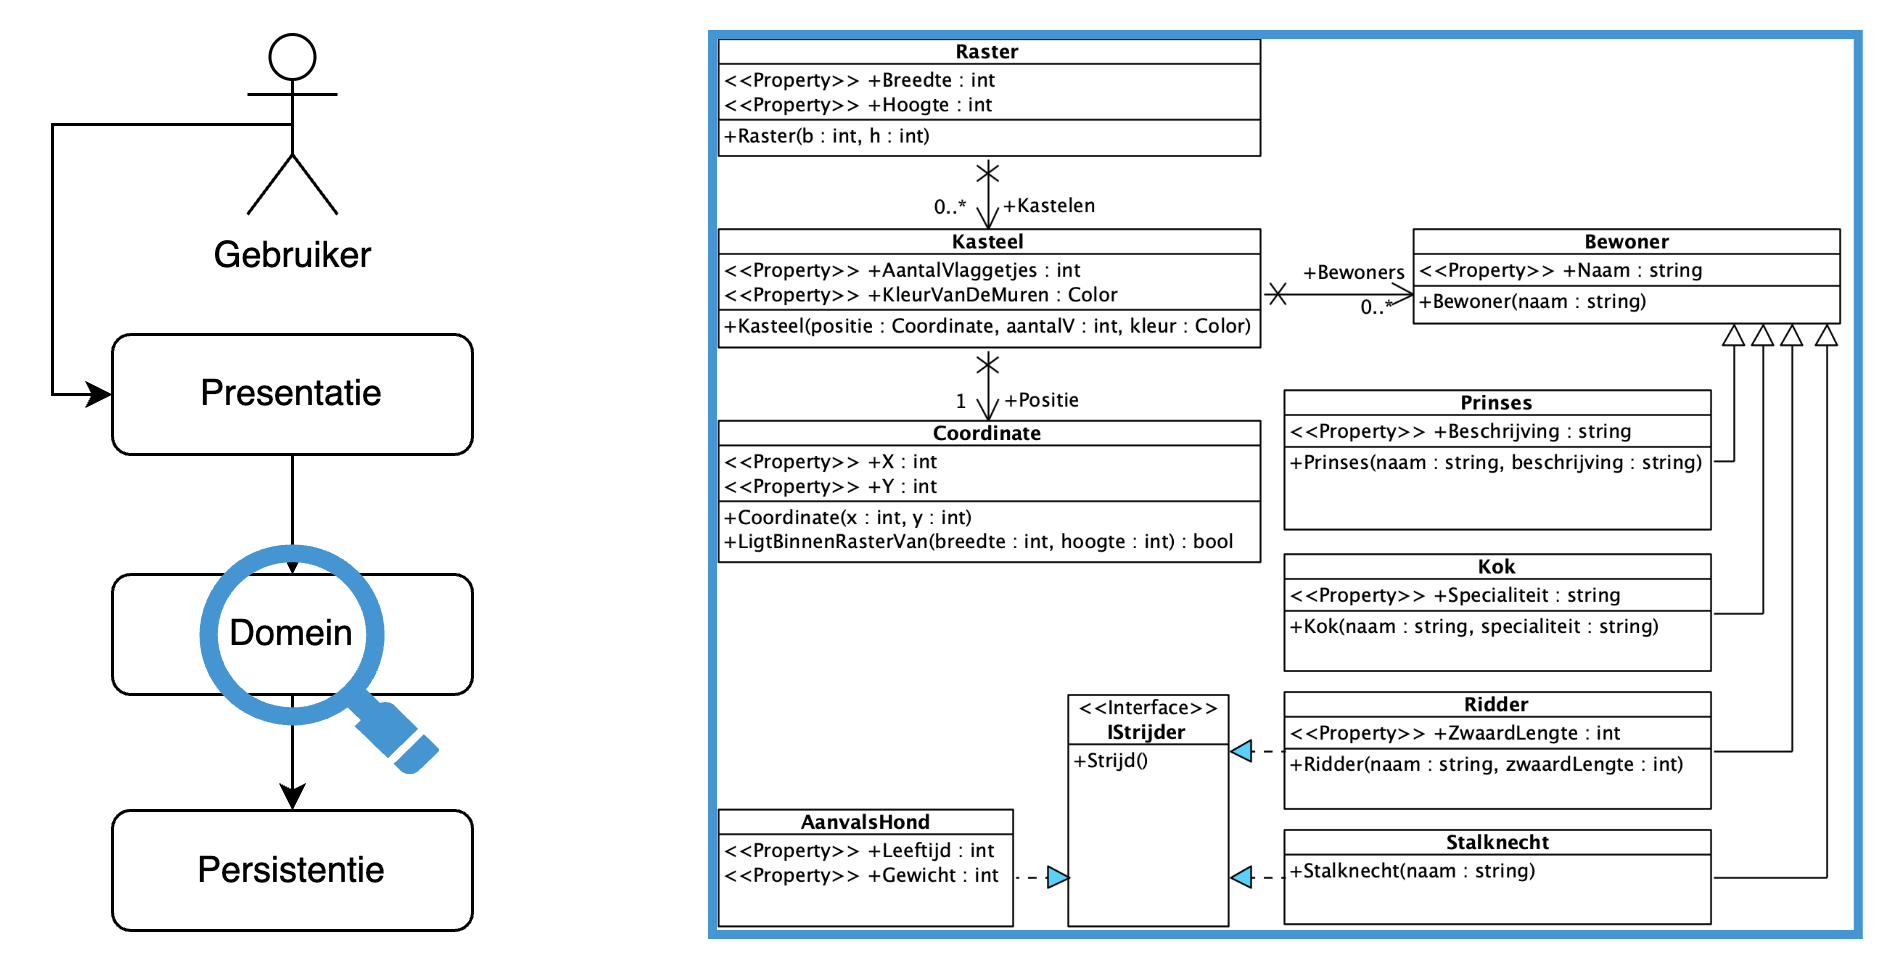 Gebruiker
Presentatie
Domein
Persistentie
Raster
<<Property>> +Breedte : int
<<Property>> +Hoogte : int
+Raster(b : int, h : int)
0..* +Kastelen
Kasteel
<<Property>> +AantalVlaggetjes : int
<<Property>> +KleurVanDeMuren : Color
+Kasteel(positie : Coordinate, aantalV : int, kleur : Color)
+Bewoners
0..*
Bewoner
<<Property>> +Naam : string
+Bewoner(naam : string)
1 +Positie
Coordinate
<<Property>> +X : int
<<Property>> +Y : int
+Coordinate(x : int, y : int)
+LigtBinnenRasterVan(breedte : int, hoogte : int) : bool
Prinses
<<Property>> +Beschrijving : string
+Prinses(naam : string, beschrijving : string)
Kok
<<Property>> +Specialiteit : string
+Kok(naam : string, specialiteit : string)
<<Interface>>
IStrijder
+Strijd()
Ridder
<<Property>> +ZwaardLengte : int
+Ridder(naam : string, zwaardLengte : int)
AanvalsHond
<<Property>> +Leeftijd : int
<<Property>> +Gewicht : int
Stalknecht
+Stalknecht(naam : string)